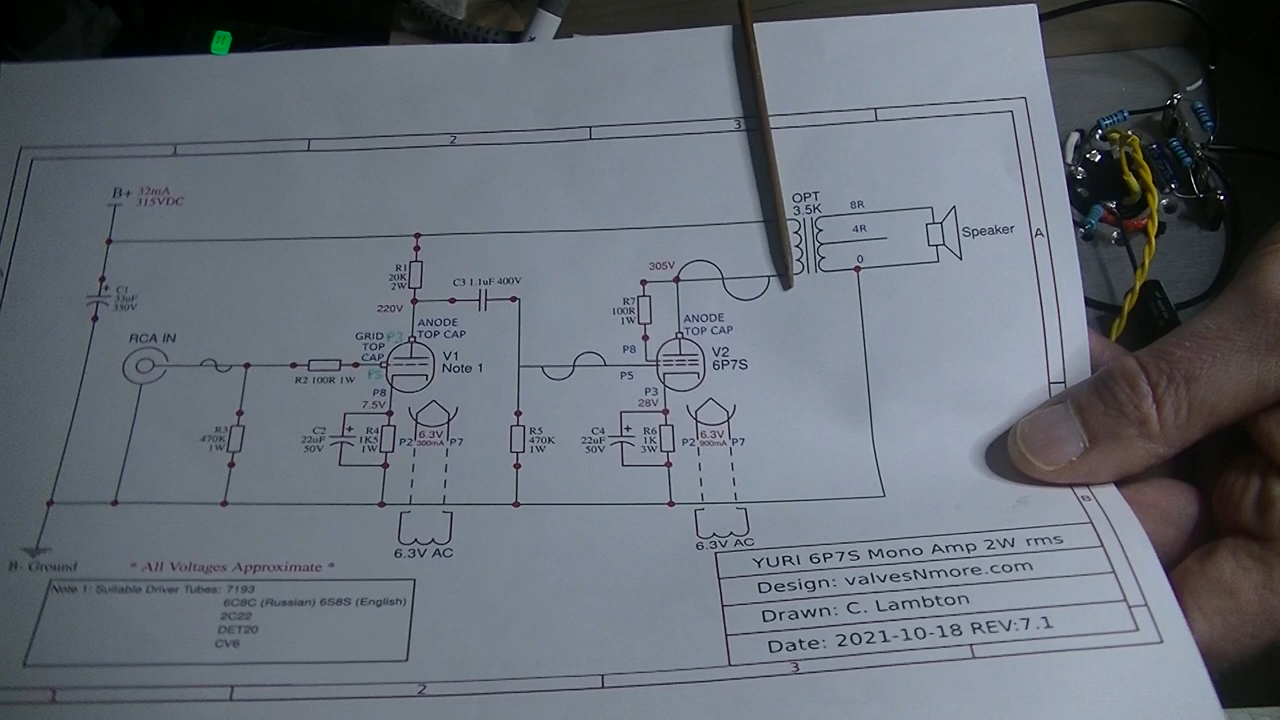 2
3
B+ 32mA
315VDC
OPT
3.5K
8R
4R
0
Speaker
A
R1
20K
2W
C3 1.1uF 400V
220V
305V
R7
100R
1W
C1
33uF
350V
RCA IN
GRID
TOP
CAP
ANODE
TOP CAP
V1
Note 1
ANODE
TOP CAP
V2
6P7S
P8
P5
R2 100R 1W
P8
7.5V
P3
28V
R3
470K
1W
C2
22uF
50V
R4
1K5
1W
P2
6.3V
300mA
P7
R5
470K
1W
C4
22uF
50V
R6
1K
3W
P2
6.3V
900mA
P7
B
6.3V AC
6.3V AC
B- Ground
* All Voltages Approximate *
Note 1: Suitable Driver Tubes: 7193
6C8C (Russian) 6S8S (English)
2C22
DET20
CV6
YURI 6P7S Mono Amp 2W rms
Design: valvesNmore.com
Drawn: C. Lambton
Date: 2021-10-18 REV:7.1
1
2
3